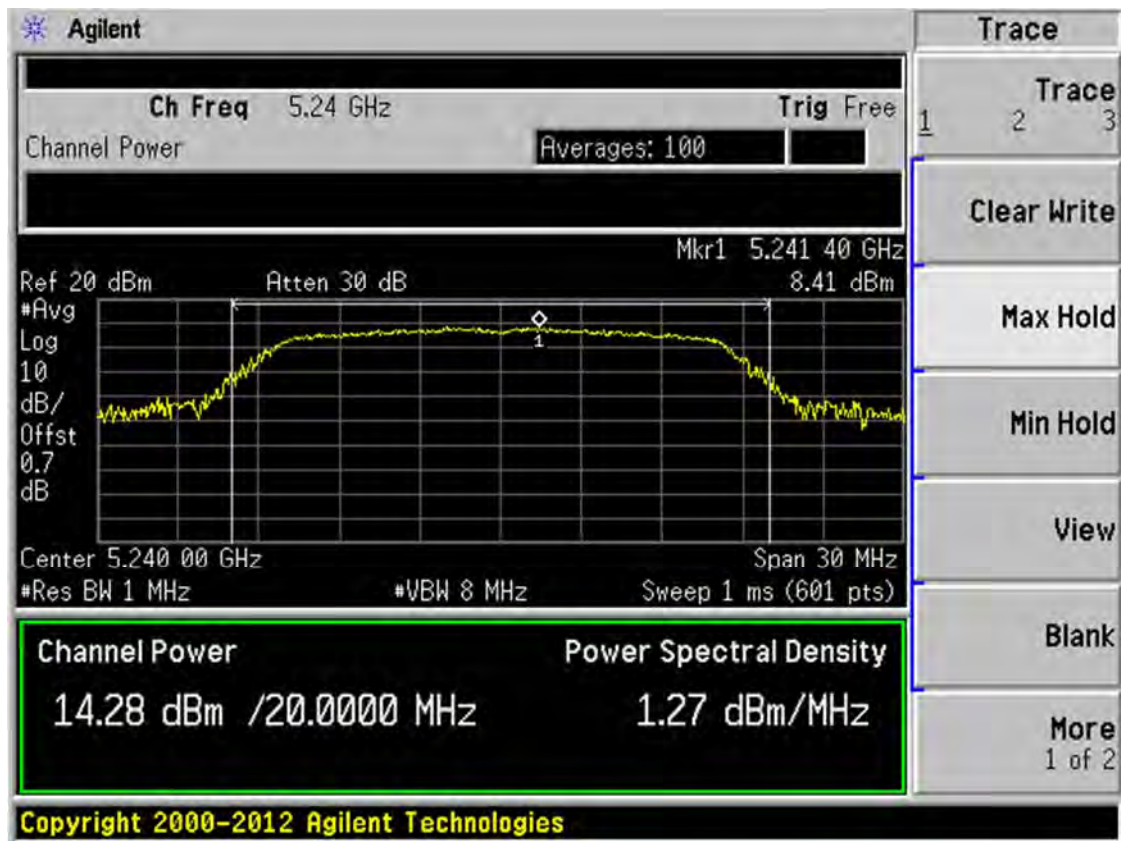 Agilent
Trace
Ch Freq 5.24 GHz Trig Free
Channel Power Averages: 100
Trace
1 2 3
Clear Write
Max Hold
Min Hold
View
Blank
More
1 of 2
Mkr1 5.241 40 GHz
Ref 20 dBm Atten 30 dB 8.41 dBm
#Avg
Log
10
dB/
Offst
0.7
dB
1
Center 5.240 00 GHz Span 30 MHz
#Res BW 1 MHz #VBW 8 MHz Sweep 1 ms (601 pts)
Channel Power Power Spectral Density
14.28 dBm /20.0000 MHz 1.27 dBm/MHz
Copyright 2000-2012 Agilent Technologies